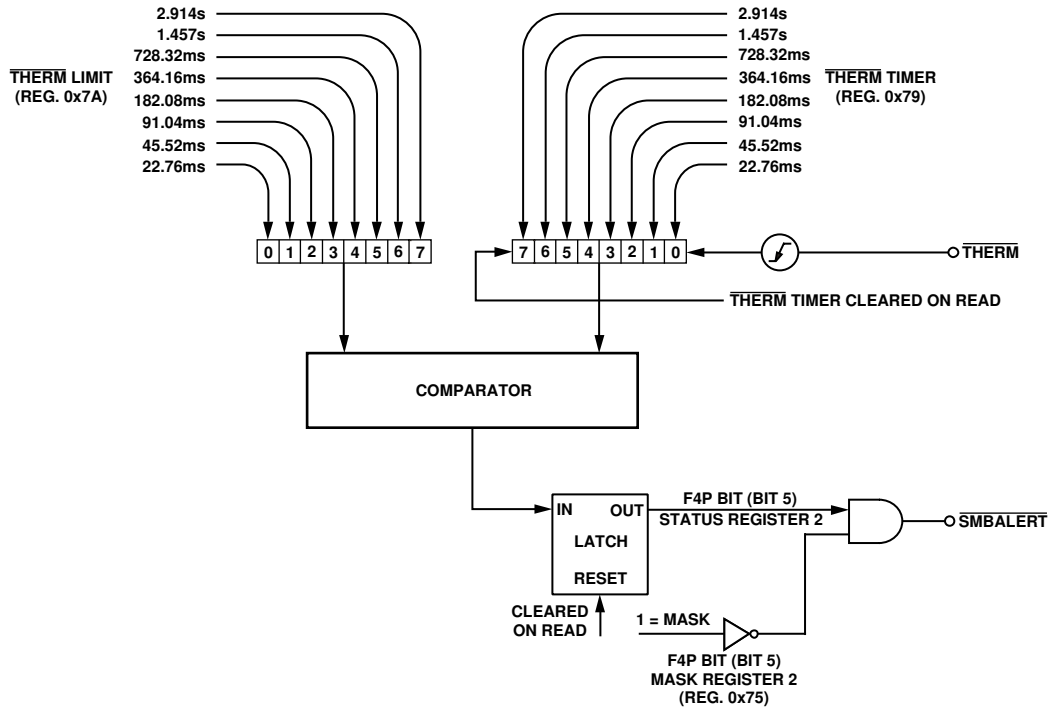 2.914s
1.457s
728.32ms
364.16ms
182.08ms
91.04ms
45.52ms
22.76ms
THERM LIMIT
(REG. 0x7A)
2.914s
1.457s
728.32ms
364.16ms
182.08ms
91.04ms
45.52ms
22.76ms
THERM TIMER
(REG. 0x79)
0 1 2 3 4 5 6 7
7 6 5 4 3 2 1 0
THERM
THERM TIMER CLEARED ON READ
COMPARATOR
IN OUT
LATCH
RESET
F4P BIT (BIT 5)
STATUS REGISTER 2
SMBALERT
CLEARED
ON READ
1 = MASK
F4P BIT (BIT 5)
MASK REGISTER 2
(REG. 0x75)